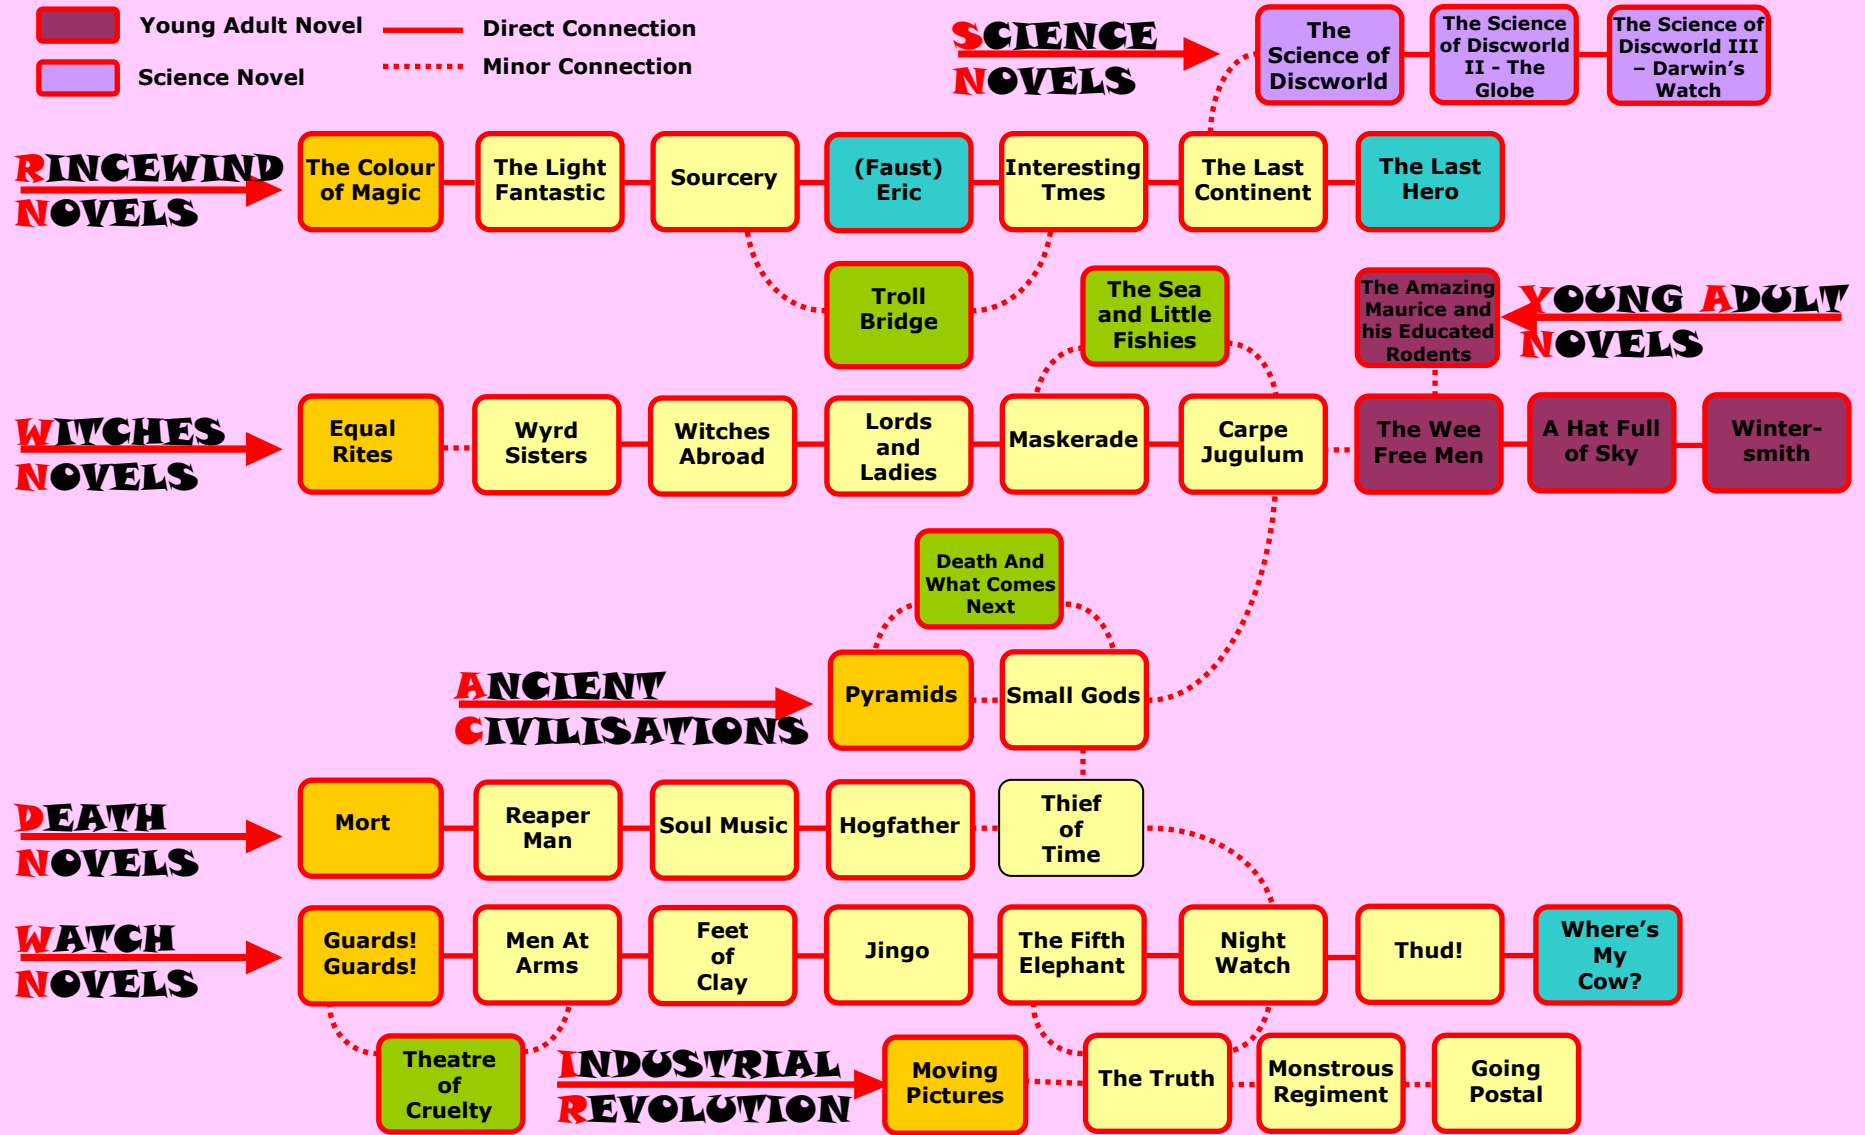 Young Adult Novel
Direct Connection
Science Novel
Minor Connection
SCIENCE
NOVELS
The
Science of
Discworld
The Science
of Discworld
II - The
Globe
The Science of
Discworld III
– Darwin’s
Watch
RINCEWIND
NOVELS
The Colour
of Magic
The Light
Fantastic
Sourcery
(Faust)
Eric
Interesting
Tmes
The Last
Continent
The Last
Hero
Troll
Bridge
The Sea
and Little
Fishies
The Amazing
Maurice and
his Educated
Rodents
YOUNG ADULT
NOVELS
WITCHES
NOVELS
Equal
Rites
Wyrd
Sisters
Witches
Abroad
Lords
and
Ladies
Maskerade
Carpe
Jugulum
The Wee
Free Men
A Hat Full
of Sky
Winter-
smith
Death And
What Comes
Next
ANCIENT
CIVILISATIONS
Pyramids
Small Gods
DEATH
NOVELS
Mort
Reaper
Man
Soul Music
Hogfather
Thief
of
Time
WATCH
NOVELS
Guards!
Guards!
Men At
Arms
Feet
of
Clay
Jingo
The Fifth
Elephant
Night
Watch
Thud!
Where’s
My
Cow?
Theatre
of
Cruelty
INDUSTRIAL
REVOLUTION
Moving
Pictures
The Truth
Monstrous
Regiment
Going
Postal